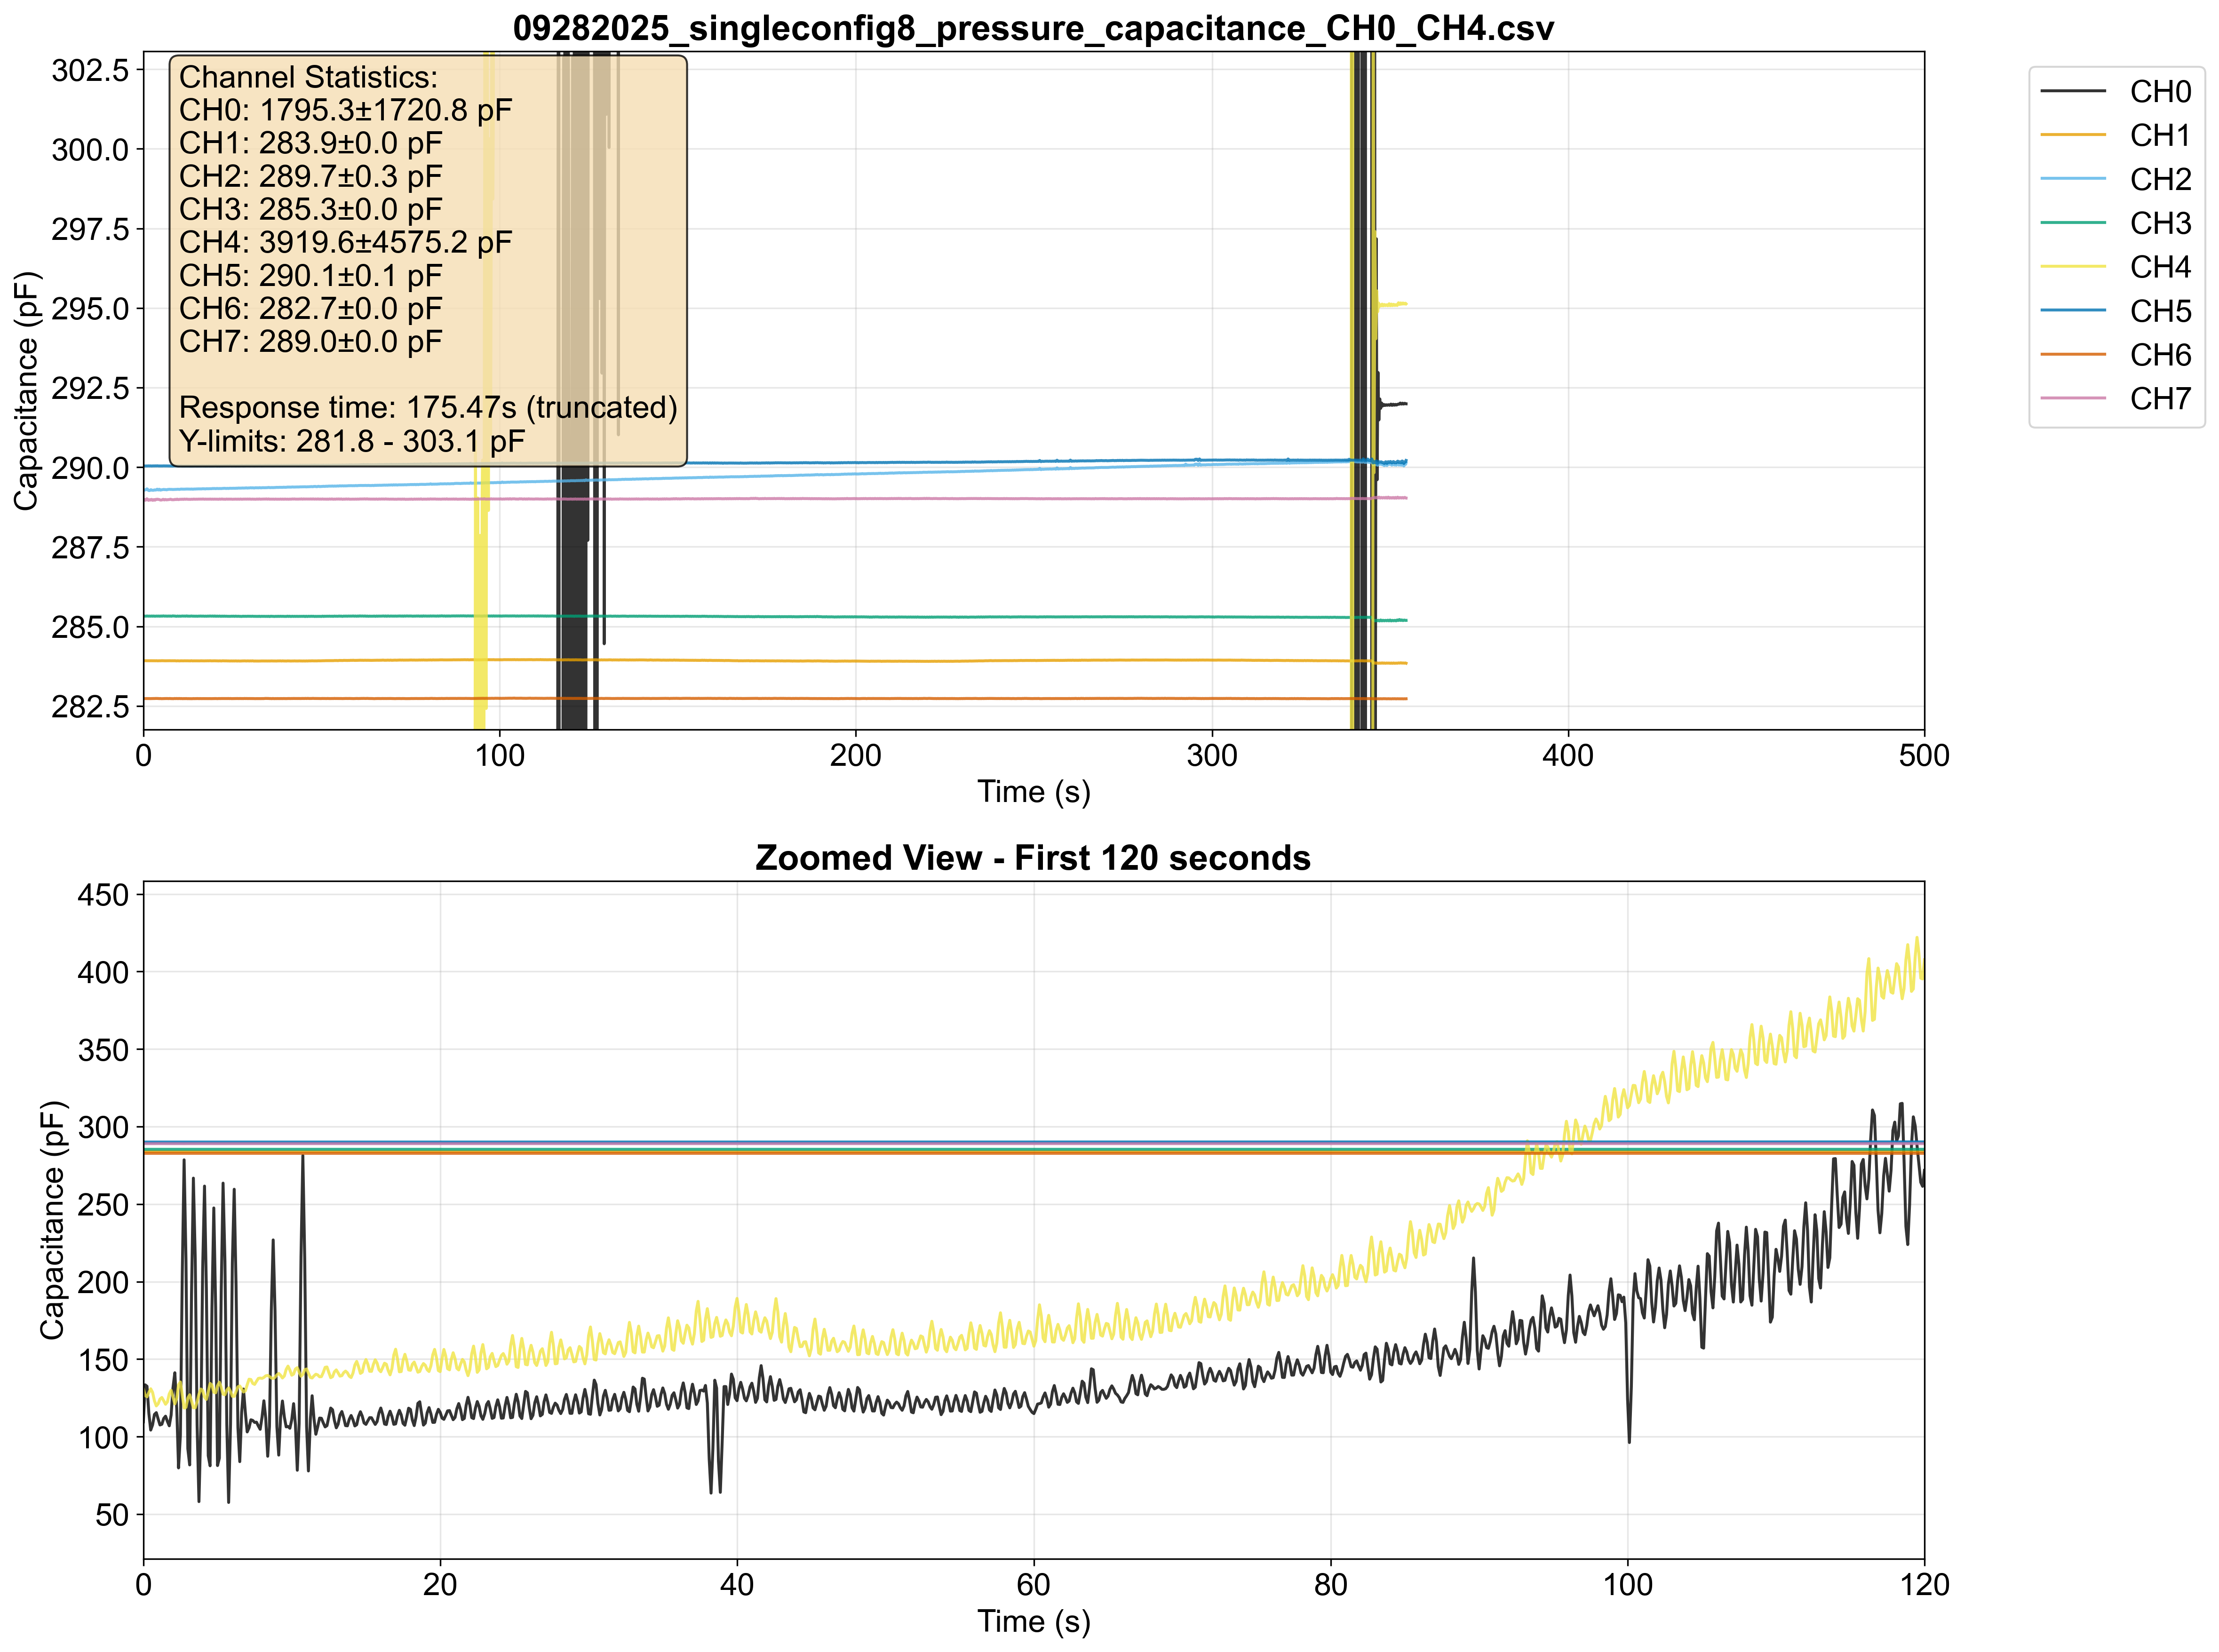 09282025_singleconfig8_pressure_capacitance_CH0_CH4.csv
Channel Statistics:
CH0: 1795.3±1720.8 pF
CH1: 283.9±0.0 pF
CH2: 289.7±0.3 pF
CH3: 285.3±0.0 pF
CH4: 3919.6±4575.2 pF
CH5: 290.1±0.1 pF
CH6: 282.7±0.0 pF
CH7: 289.0±0.0 pF
Response time: 175.47s (truncated)
Y-limits: 281.8 - 303.1 pF
CH0
CH1
CH2
CH3
CH4
CH5
CH6
CH7
Capacitance (pF)
302.5
300.0
297.5
295.0
292.5
290.0
287.5
285.0
282.5
0 100 200 300 400 500
Time (s)
Zoomed View - First 120 seconds
Capacitance (pF)
450
400
350
300
250
200
150
100
50
0 20 40 60 80 100 120
Time (s)